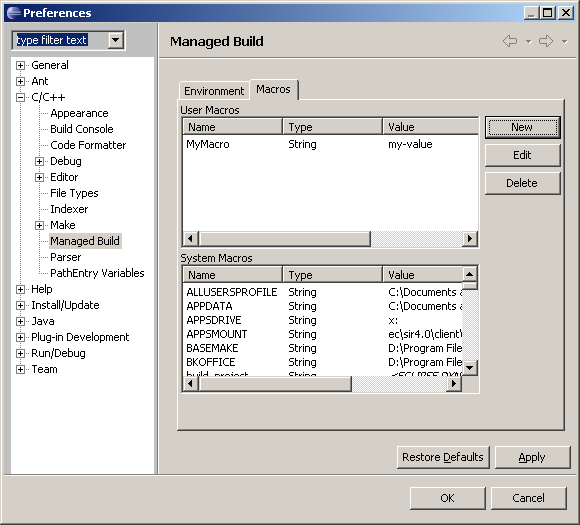 Preferences
type filter text
Managed Build
General
Ant
C/C++
Appearance
Build Console
Code Formatter
Debug
Editor
File Types
Indexer
Make
Managed Build
Parser
PathEntry Variables
Help
Install/Update
Java
Plug-in Development
Run/Debug
Team
Environment Macros
User Macros
Name Type Value
MyMacro String my-value
New
Edit
Delete
System Macros
Name Type Value
ALLUSERSPROFILE String C:\Documents a
APPDATA String C:\Documents a
APPSDRIVE String x:
APPSMOUNT String ec\sir4.0\client\
BASEMAKE String D:\Program File
BKOFFICE String D:\Program File
build_project String
Restore Defaults Apply
OK Cancel